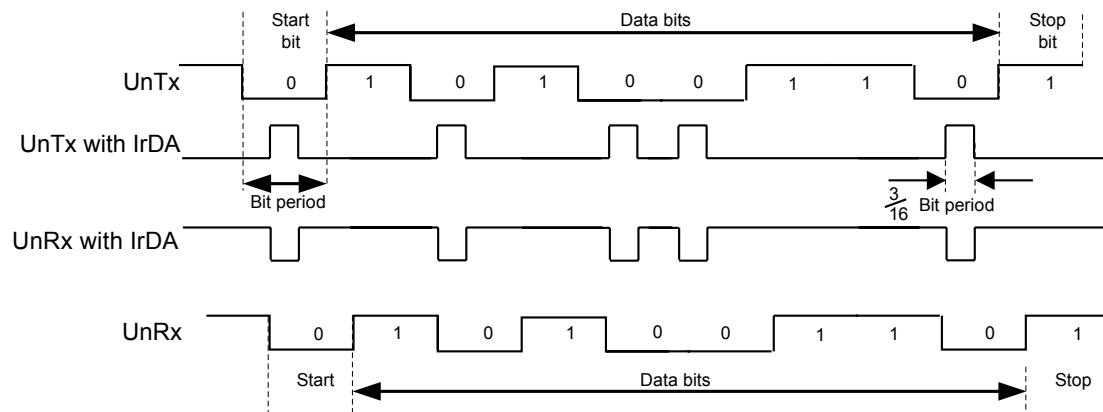 Start bit
Data bits
Stop bit
UnTx
0 1 0 1 0 0 1 1 0 1
UnTx with IrDA
Bit period
3/16 Bit period
UnRx with IrDA
UnRx
0 1 0 1 0 0 1 1 0 1
Start
Data bits
Stop